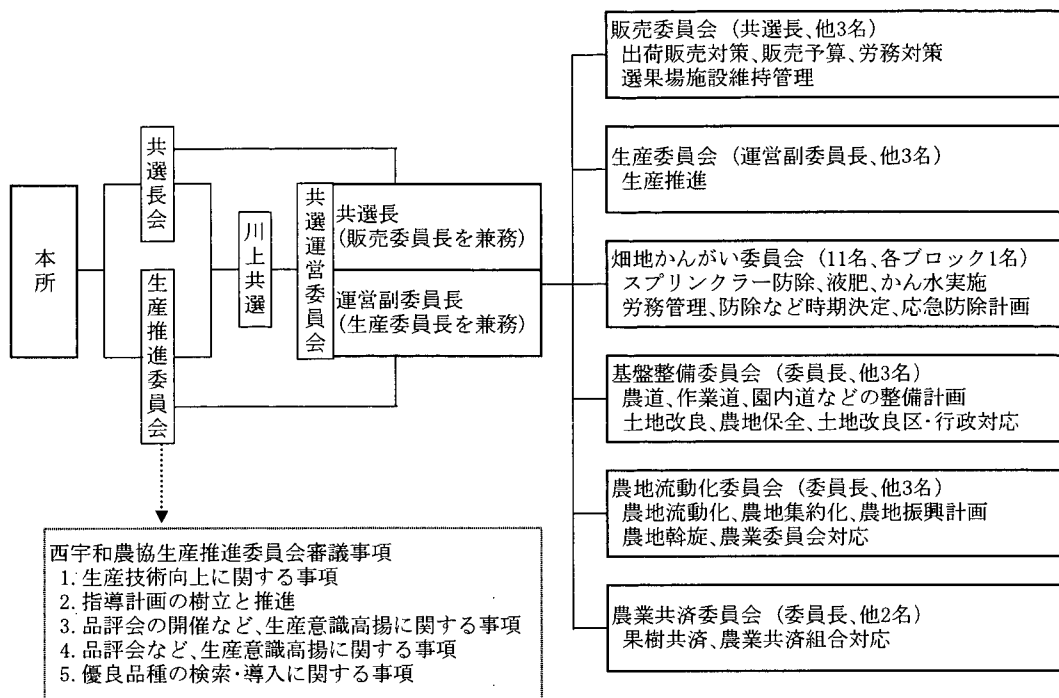 本所
共選長会
生産推進委員会
川上共選
共選運営委員会
共選長
(販売委員長を兼務)
運営副委員長
(生産委員長を兼務)
販売委員会 (共選長、他3名)
出荷販売対策、販売予算、労務対策
選果場施設維持管理
生産委員会 (運営副委員長、他3名)
生産推進
畑地かんがい委員会 (11名、各ブロック1名)
スプリンクラー防除、液肥、かん水実施
労務管理、防除など時期決定、応急防除計画
基盤整備委員会 (委員長、他3名)
農道、作業道、園内道などの整備計画
土地改良、農地保全、土地改良区・行政対応
農地流動化委員会 (委員長、他3名)
農地流動化、農地集約化、農地振興計画
農地斡旋、農業委員会対応
農業共済委員会 (委員長、他2名)
果樹共済、農業共済組合対応
西宇和農協生産推進委員会審議事項
1. 生産技術向上に関する事項
2. 指導計画の樹立と推進
3. 品評会の開催など、生産意識高揚に関する事項
4. 品評会など、生産意識高揚に関する事項
5. 優良品種の検索・導入に関する事項